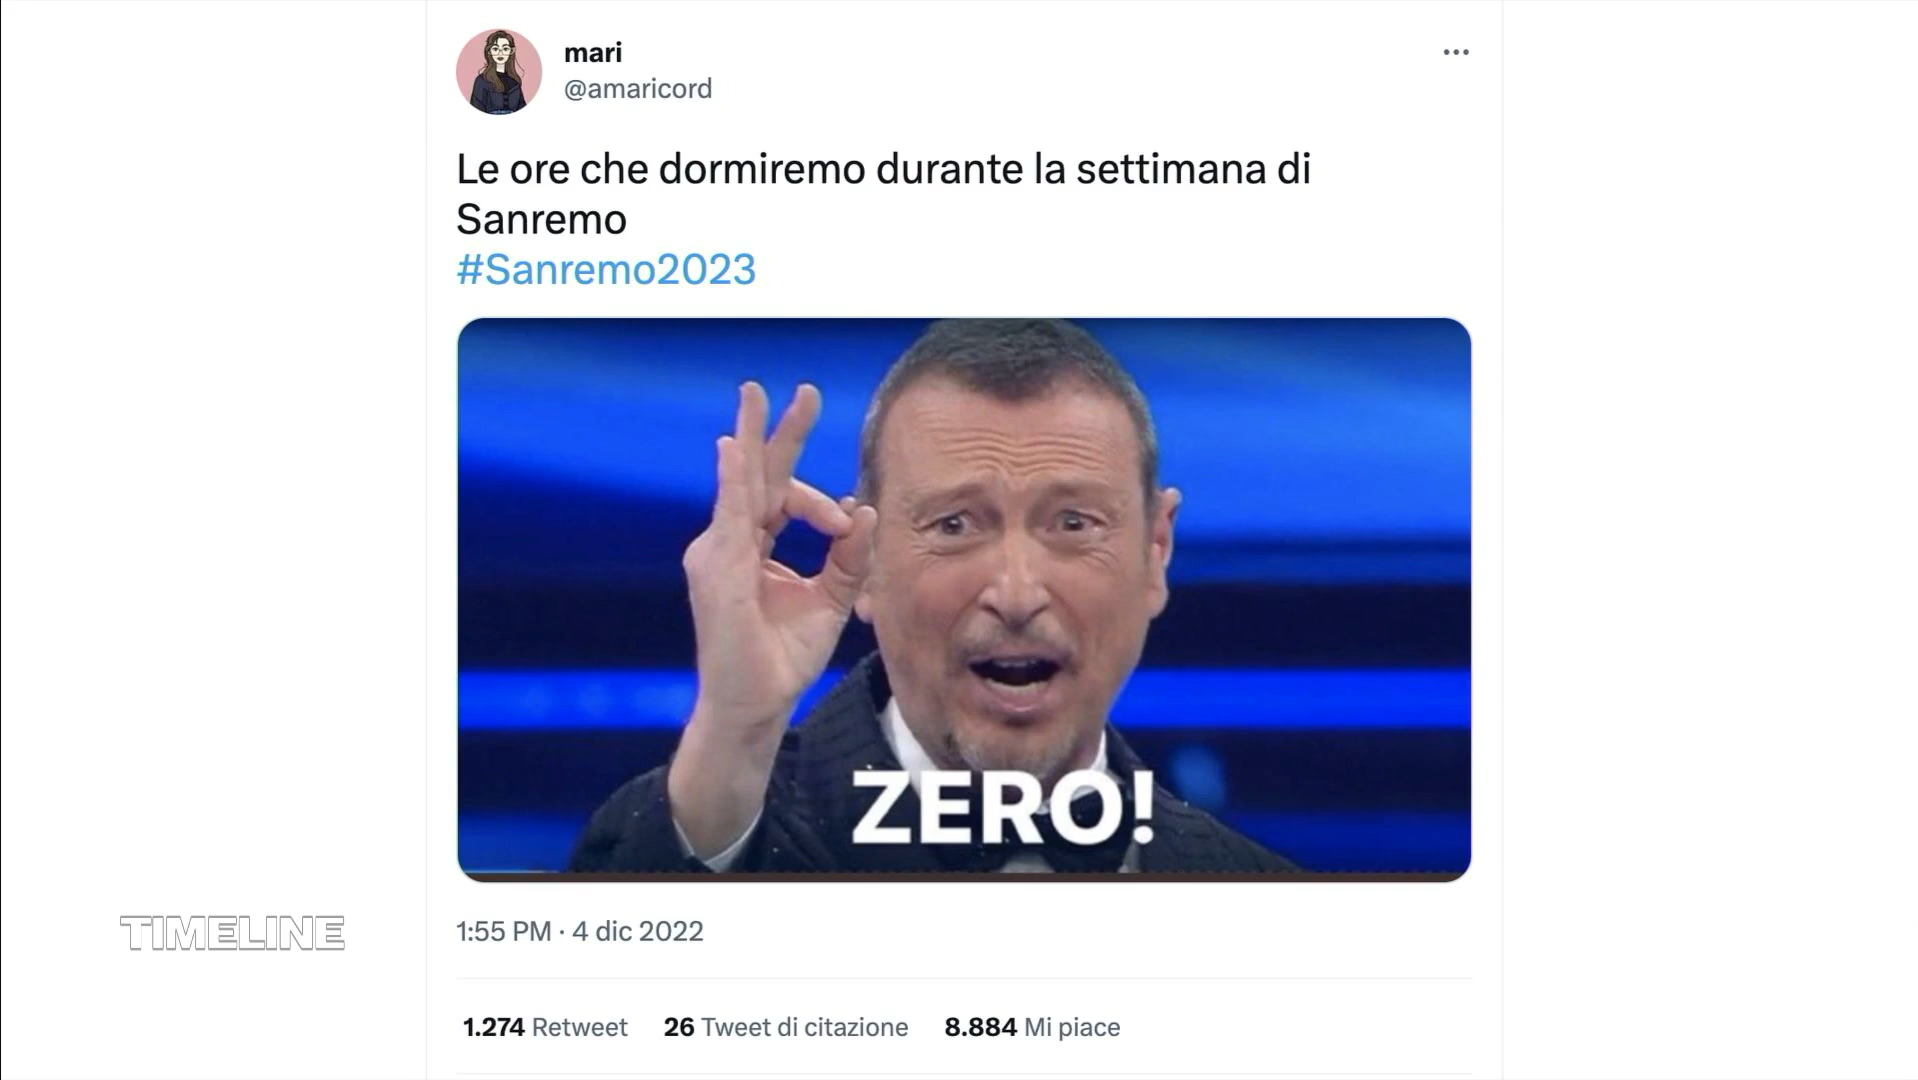 mari
@amaricord
Le ore che dormiremo durante la settimana di
Sanremo
#Sanremo2023
ZERO!
TIMELINE
1:55 PM · 4 dic 2022
1.274 Retweet 26 Tweet di citazione 8.884 Mi piace